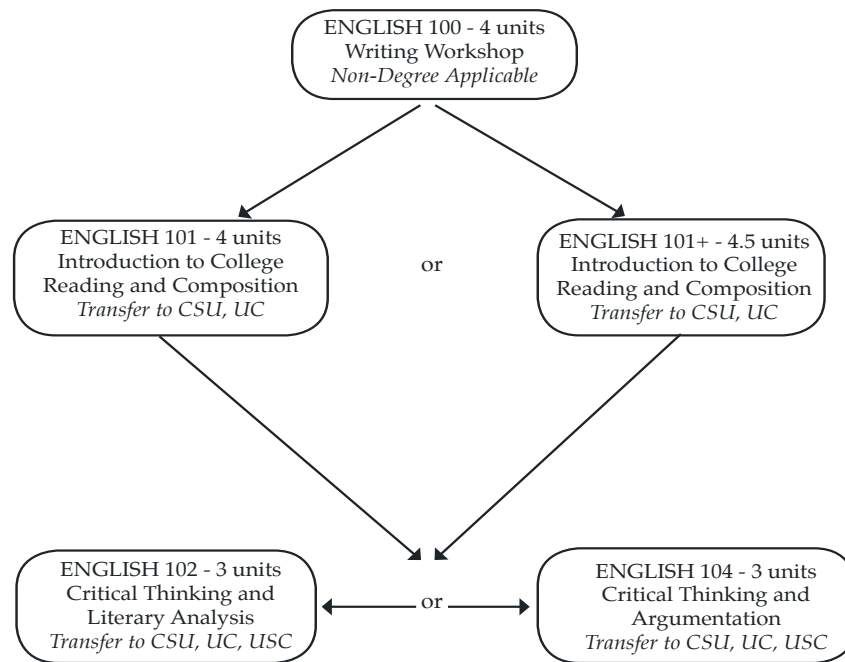 ENGLISH 100 - 4 units
Writing Workshop
Non-Degree Applicable
ENGLISH 101 - 4 units
Introduction to College
Reading and Composition
Transfer to CSU, UC
or
ENGLISH 101+ - 4.5 units
Introduction to College
Reading and Composition
Transfer to CSU, UC
ENGLISH 102 - 3 units
Critical Thinking and
Literary Analysis
Transfer to CSU, UC, USC
or
ENGLISH 104 - 3 units
Critical Thinking and
Argumentation
Transfer to CSU, UC, USC